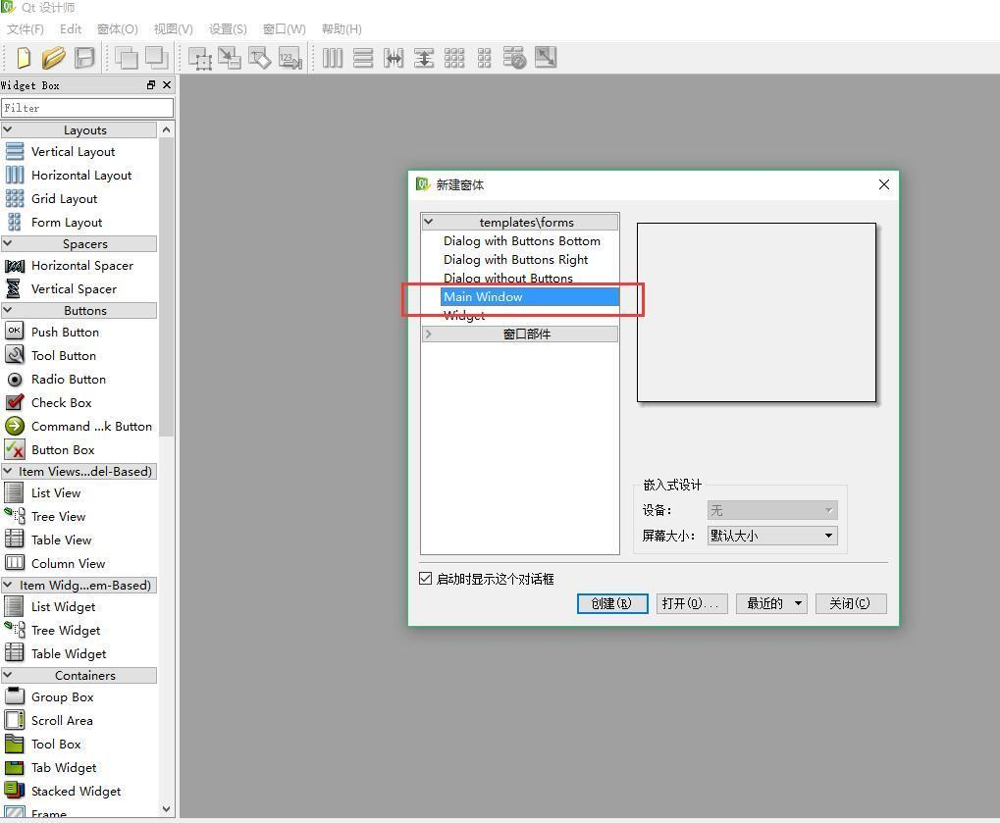 Qt 设计师
文件(F) Edit 窗体(O) 视图(V) 设置(S) 窗口(W) 帮助(H)
Widget Box
Filter
Layouts
Vertical Layout
Horizontal Layout
Grid Layout
Form Layout
Spacers
Horizontal Spacer
Vertical Spacer
Buttons
OK Push Button
Tool Button
Radio Button
Check Box
Command ...k Button
Button Box
Item Views...del-Based)
List View
Tree View
Table View
Column View
Item Widg...em-Based)
List Widget
Tree Widget
Table Widget
Containers
Group Box
Scroll Area
Tool Box
Tab Widget
Stacked Widget
Frame
新建窗体
templates\forms
Dialog with Buttons Bottom
Dialog with Buttons Right
Dialog without Buttons
Main Window
Widget
窗口部件
嵌入式设计
设备： 无
屏幕大小： 默认大小
启动时显示这个对话框
创建(R) 打开(O)... 最近的 关闭(C)